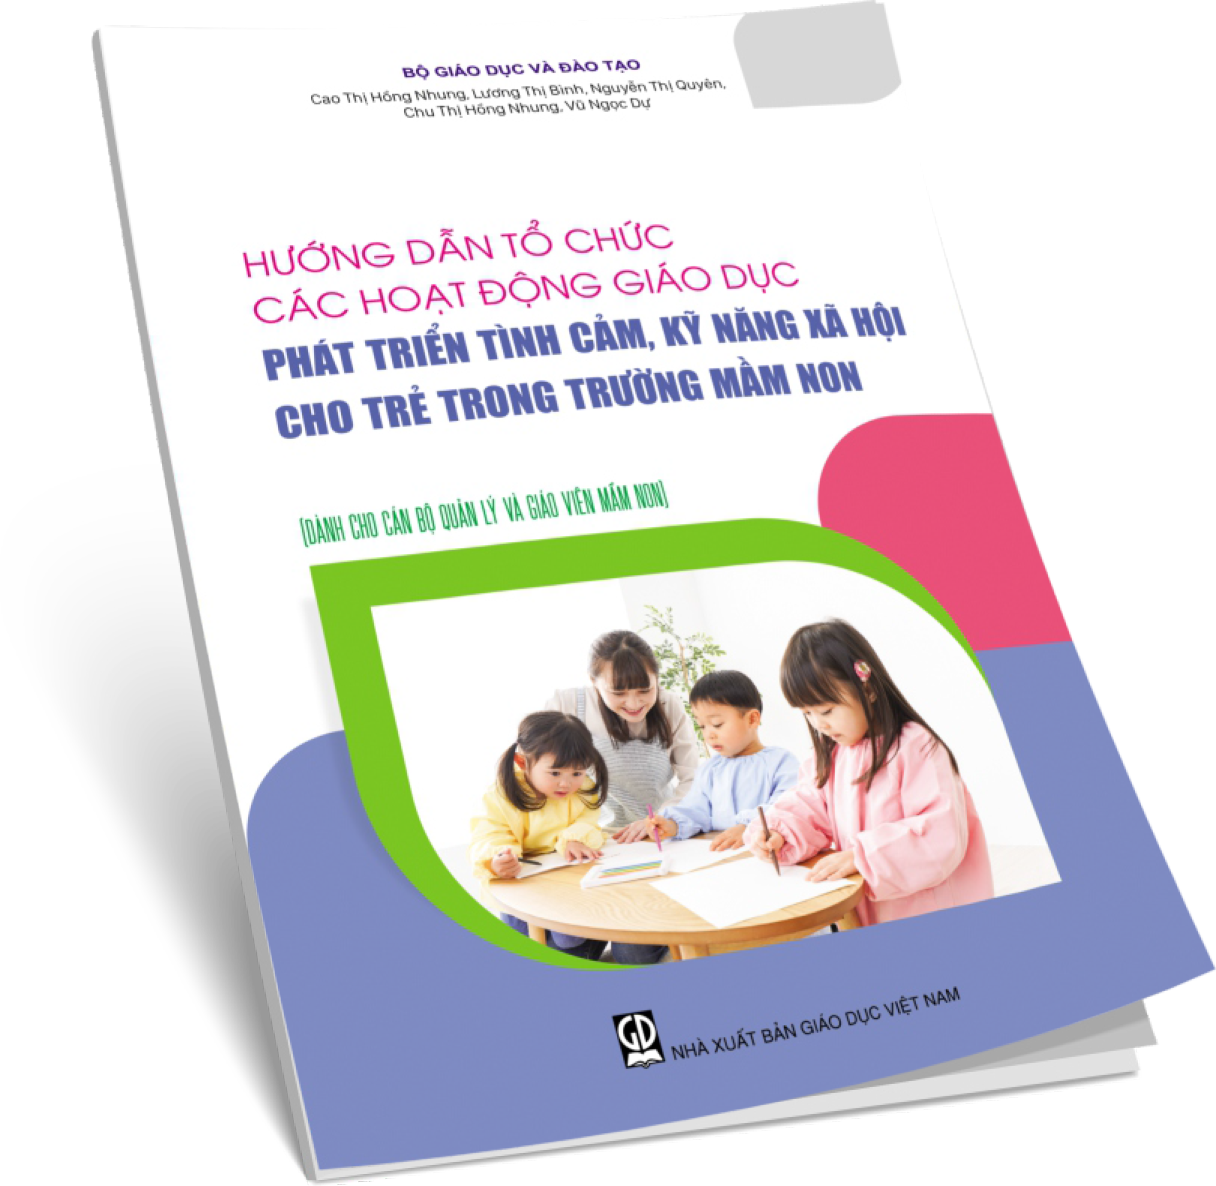 BỘ GIÁO DỤC VÀ ĐÀO TẠO
Cao Thị Hồng Nhung, Lương Thị Bình, Nguyễn Thị Quyên,
Chu Thị Hồng Nhung, Vũ Ngọc Dự
HƯỚNG DẪN TỔ CHỨC
CÁC HOẠT ĐỘNG GIÁO DỤC
PHÁT TRIỂN TÌNH CẢM, KỸ NĂNG XÃ HỘI
CHO TRẺ TRONG TRƯỜNG MẦM NON
(DÀNH CHO CÁN BỘ QUẢN LÝ VÀ GIÁO VIÊN MẦM NON)
GD
NHÀ XUẤT BẢN GIÁO DỤC VIỆT NAM